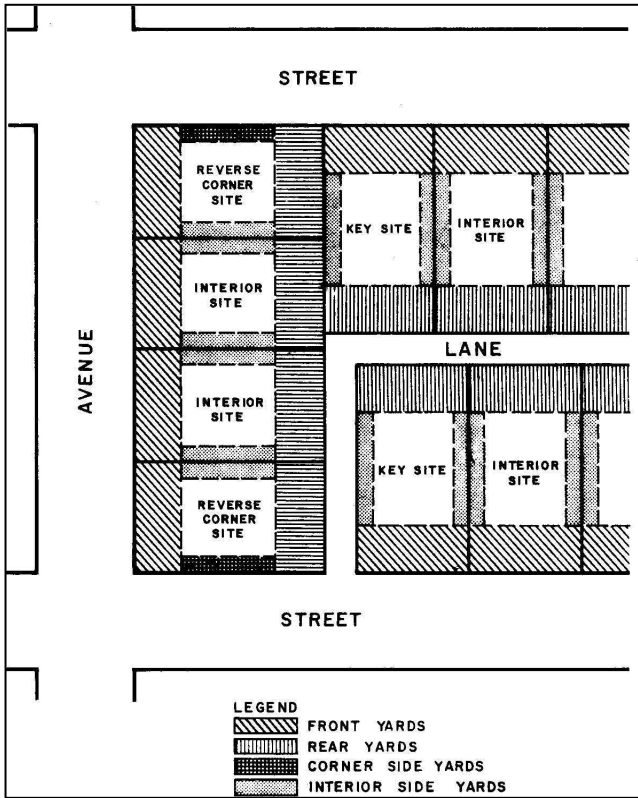 STREET
AVENUE
REVERSE
CORNER
SITE
KEY SITE
INTERIOR
SITE
INTERIOR
SITE
LANE
INTERIOR
SITE
KEY SITE
INTERIOR
SITE
REVERSE
CORNER
SITE
STREET
LEGEND
FRONT YARDS
REAR YARDS
CORNER SIDE YARDS
INTERIOR SIDE YARDS